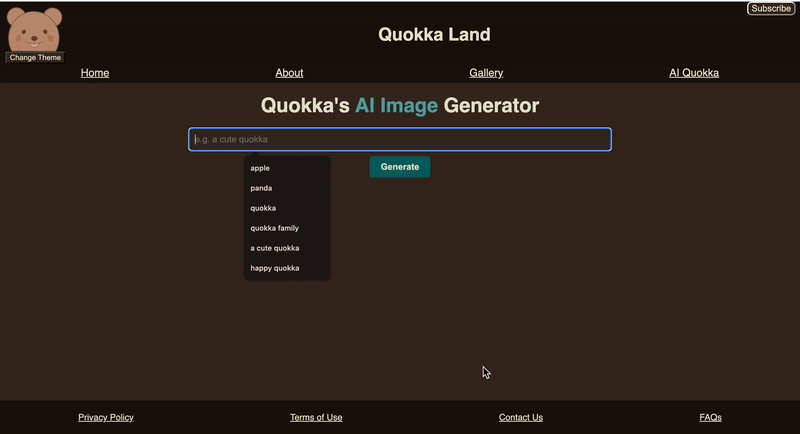 Subscribe
Quokka Land
Change Theme
Home About Gallery AI Quokka
Quokka's AI Image Generator
e.g. a cute quokka
Generate
apple
panda
quokka
quokka family
a cute quokka
happy quokka
Privacy Policy Terms of Use Contact Us FAQs